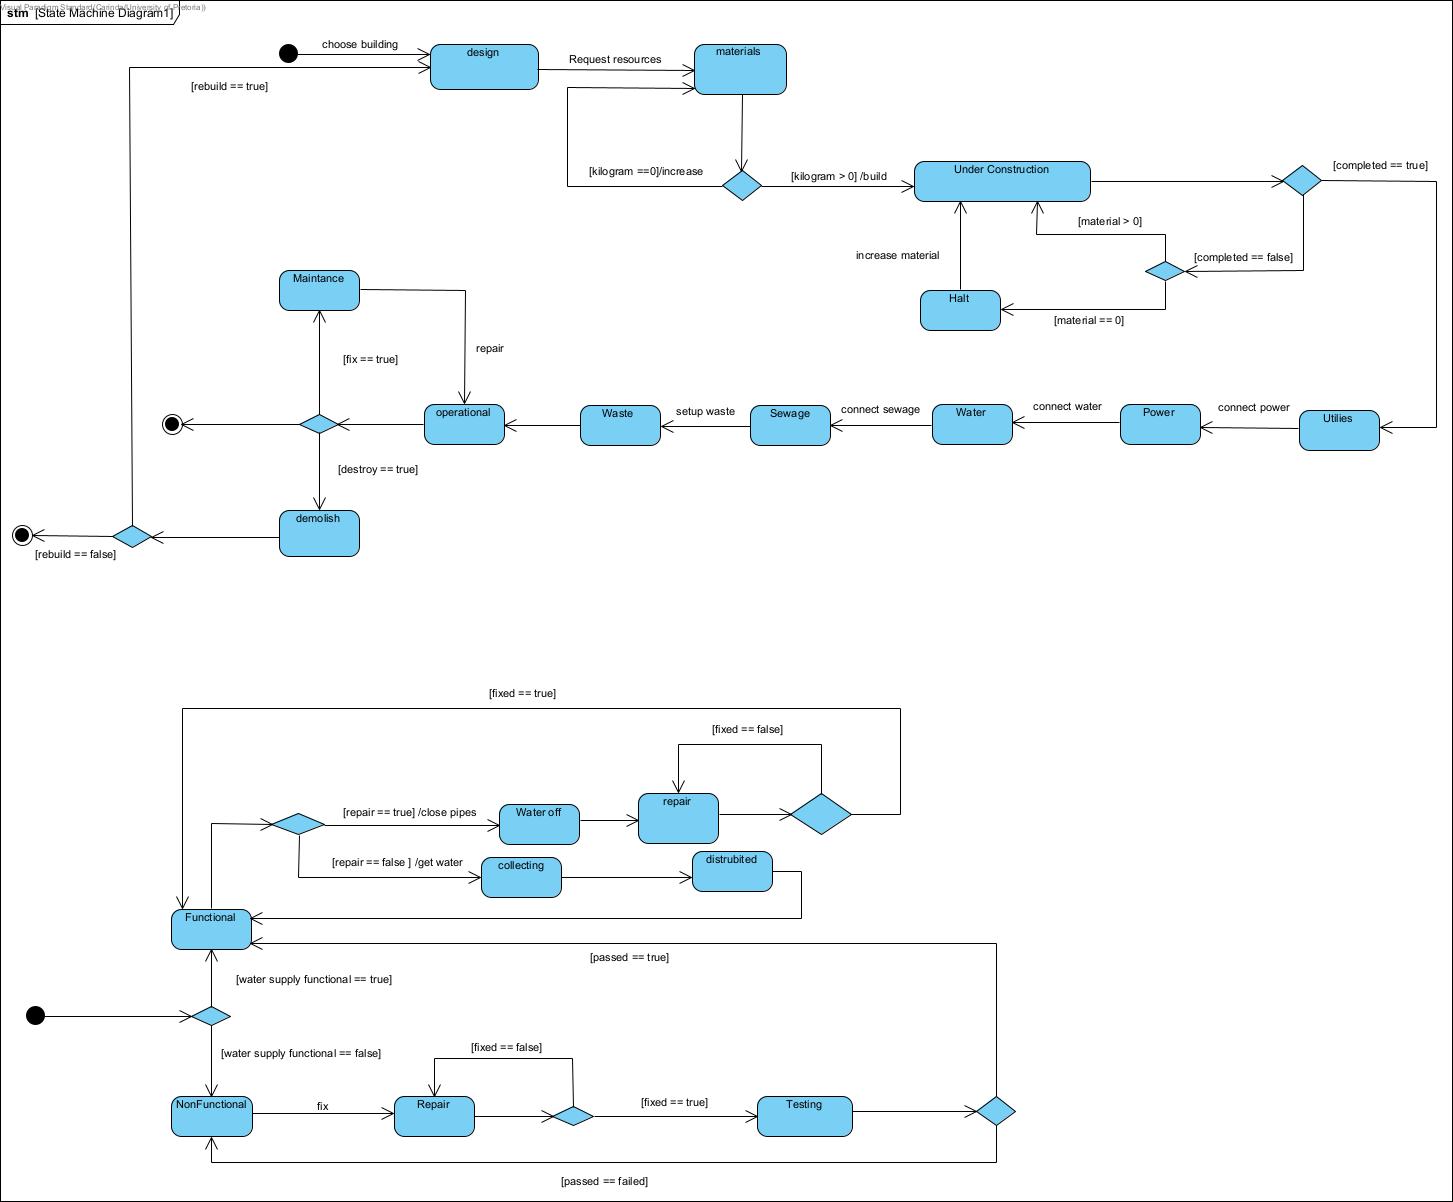 Visual Paradigm Standard(Carinda(University of Pretoria))
stm [State Machine Diagram1]
choose building
design
Request resources
materials
[rebuild == true]
[kilogram ==0]/increase
[kilogram > 0] /build
Under Construction
[completed == true]
[material > 0]
increase material
[completed == false]
Halt
[material == 0]
Maintance
[fix == true]
repair
operational
Waste
setup waste
Sewage
connect sewage
Water
connect water
Power
connect power
Utilies
[destroy == true]
demolish
[rebuild == false]
[fixed == true]
[fixed == false]
[repair == true] /close pipes
Water off
repair
[repair == false ] /get water
collecting
distrubited
Functional
[passed == true]
[water supply functional == true]
[water supply functional == false]
[fixed == false]
NonFunctional
fix
Repair
[fixed == true]
Testing
[passed == failed]